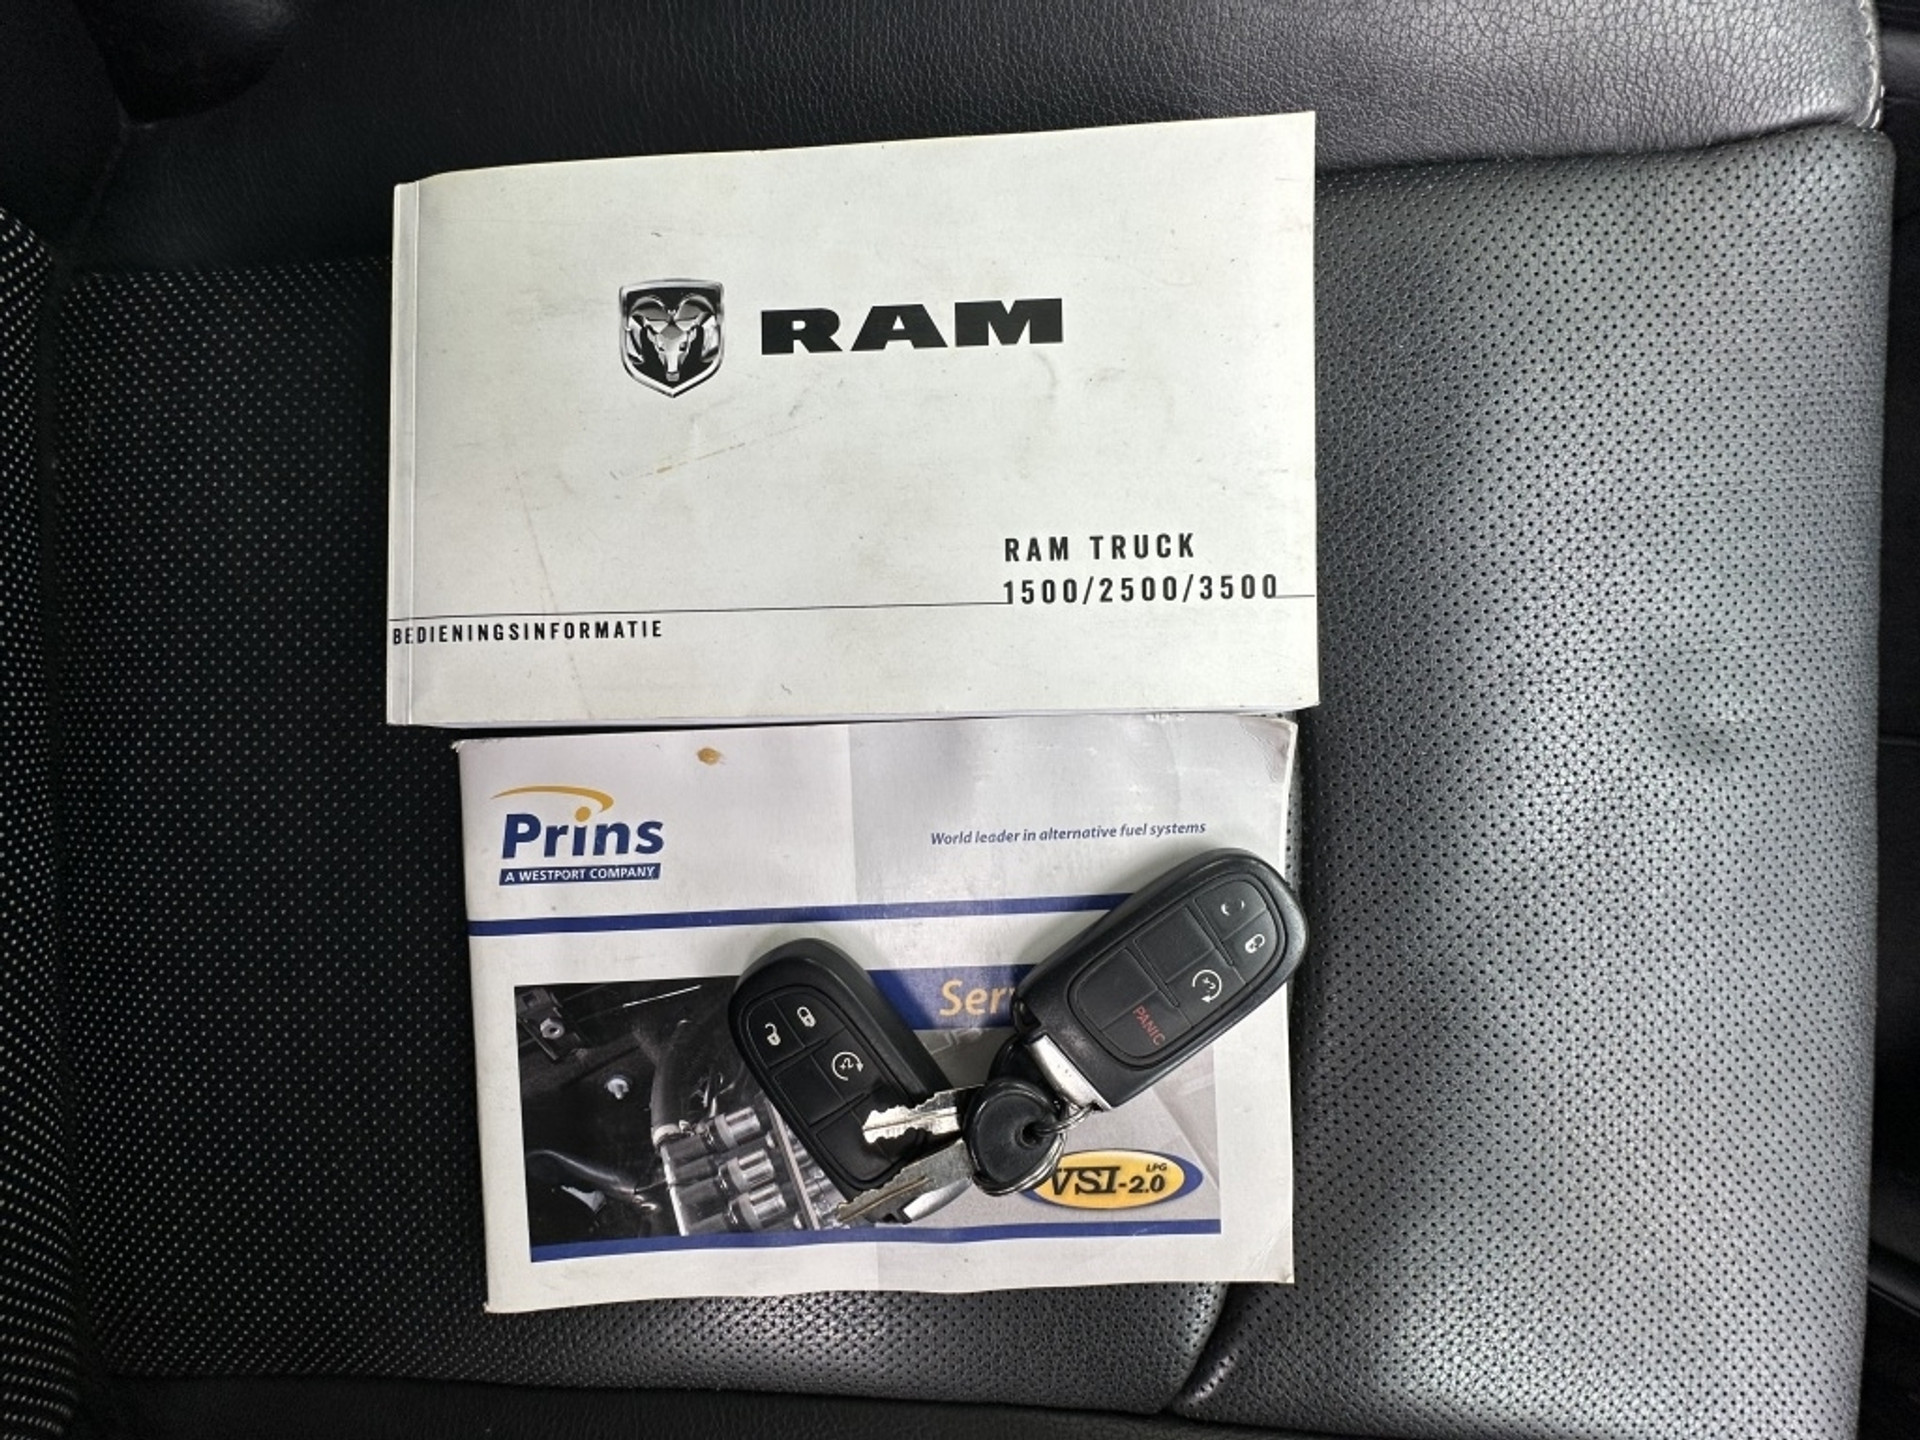 RAM
RAM TRUCK
1500/2500/3500
BEDIENINGSINFORMATIE
Prins
A WESTPORT COMPANY
World leader in alternative fuel systems
PANIC
×2
VSI-2.0
LPG